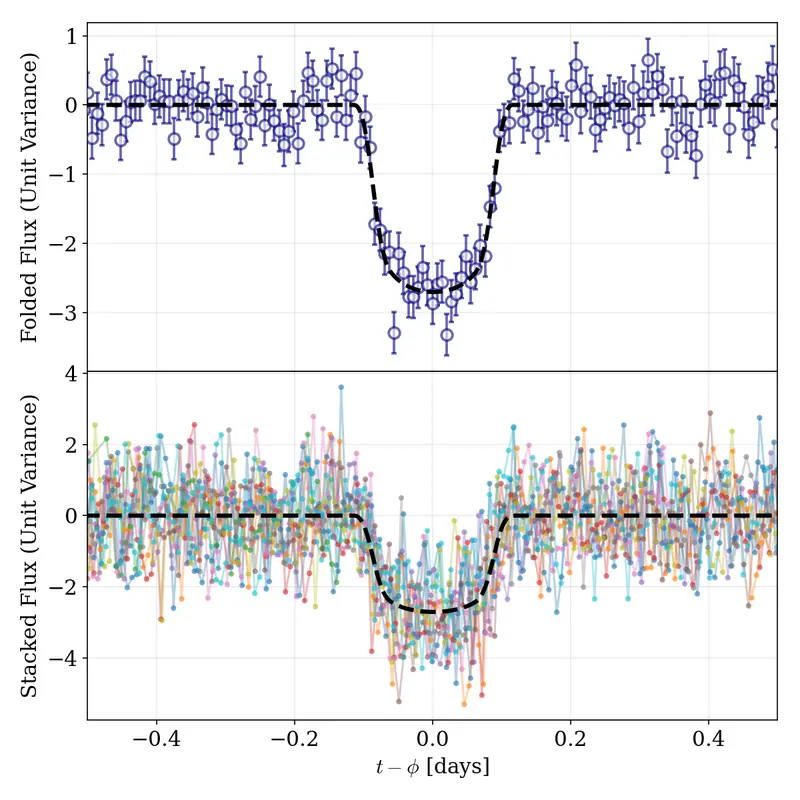 Folded Flux (Unit Variance)
1
0
−1
−2
−3
Stacked Flux (Unit Variance)
4
2
0
−2
−4
−0.4 −0.2 0.0 0.2 0.4
t − ϕ [days]